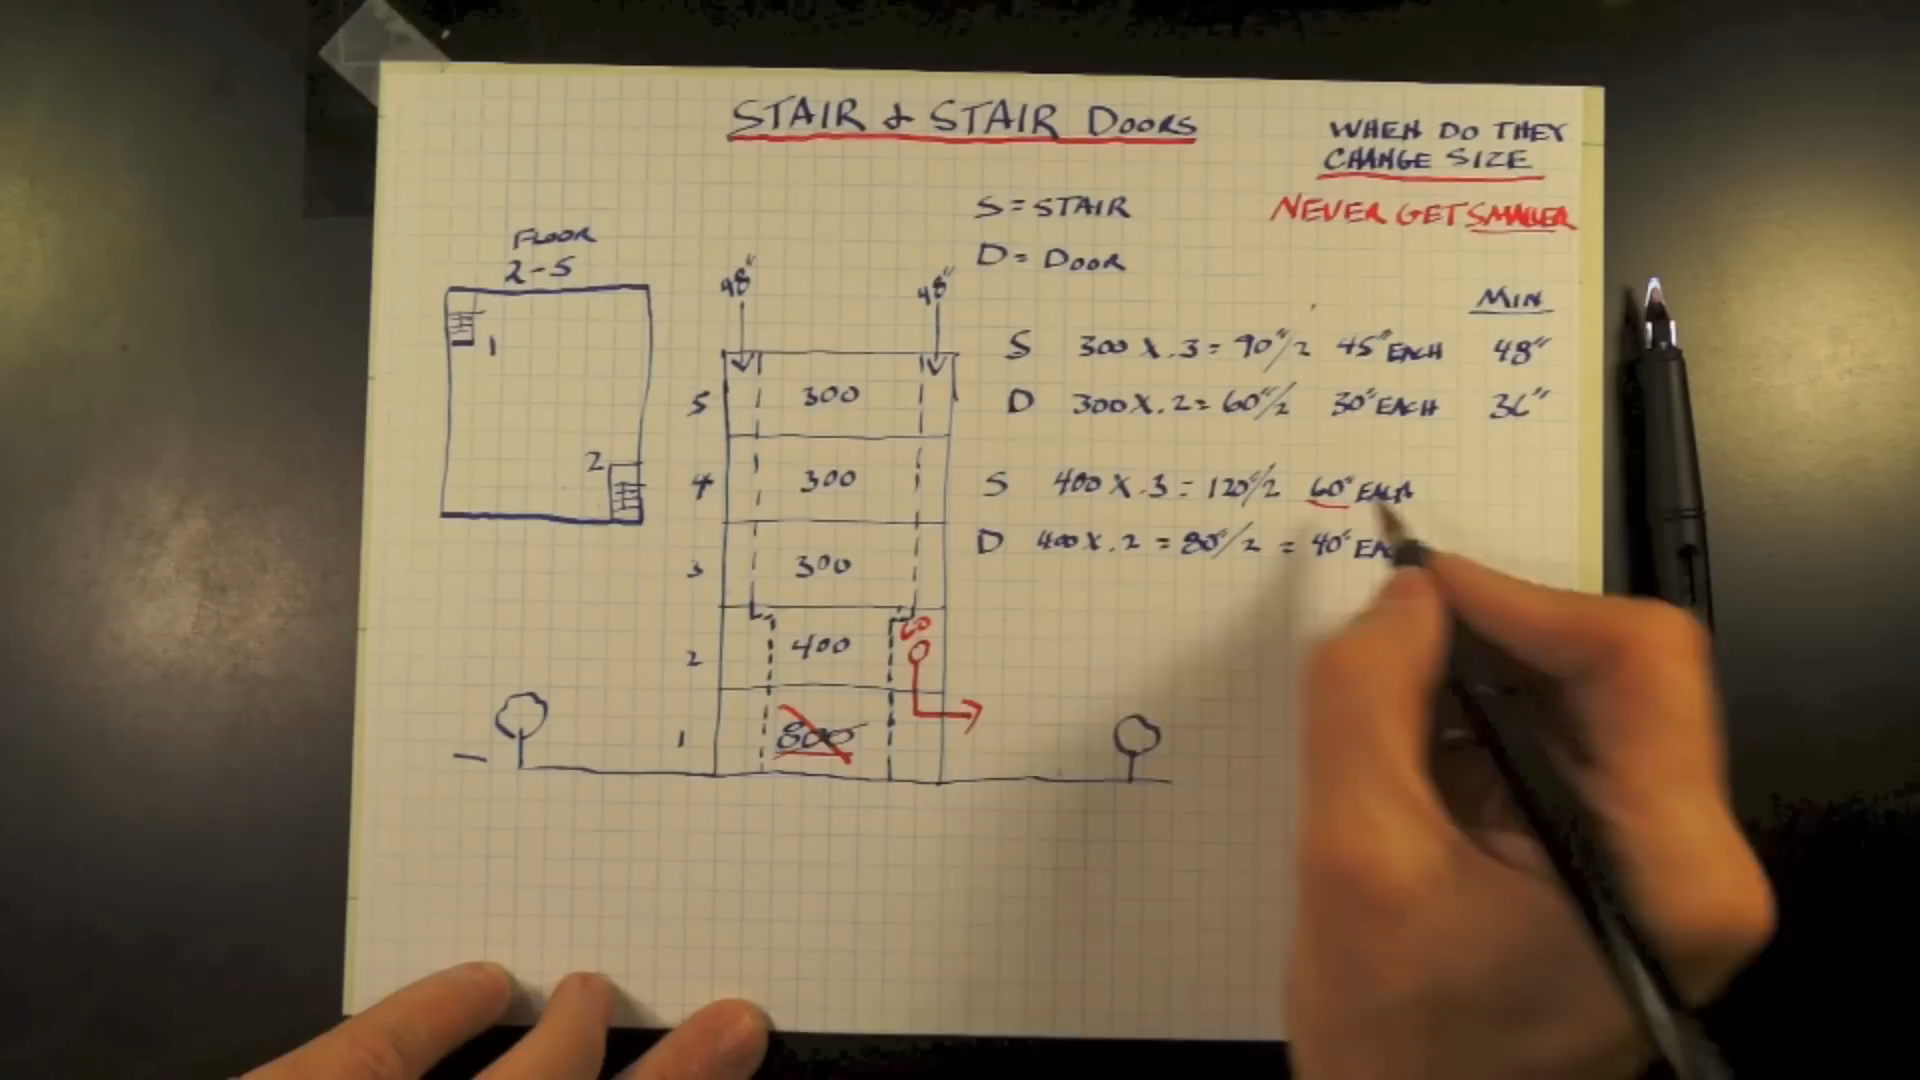 STAIR & STAIR DOORS
WHEN DO THEY
CHANGE SIZE
NEVER GET SMALLER
S = STAIR
D = DOOR
FLOOR
2-5
1
2
48"
48"
MIN
S 300 X .3 = 90"/2 45" EACH 48"
D 300 X .2 = 60"/2 30" EACH 36"
S 400 X .3 = 120"/2 60" EACH
D 400 X .2 = 80"/2 = 40" EAC
5 300
4 300
3 300
2 400 60
1 800